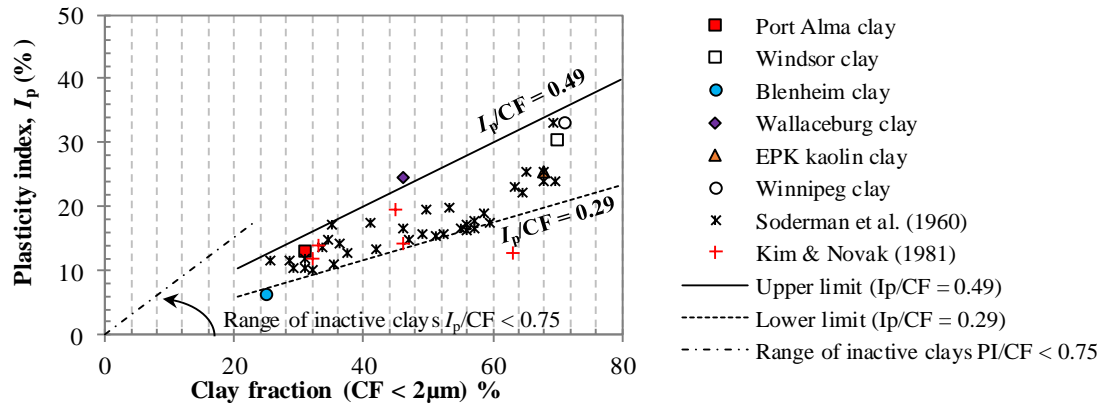 Plasticity index, Ip (%)
50
40
30
20
10
0
0
20
40
60
80
Clay fraction (CF < 2μm) %
Ip/CF = 0.49
Ip/CF = 0.29
Range of inactive clays Ip/CF < 0.75
Port Alma clay
Windsor clay
Blenheim clay
Wallaceburg clay
EPK kaolin clay
Winnipeg clay
Soderman et al. (1960)
Kim & Novak (1981)
Upper limit (Ip/CF = 0.49)
Lower limit (Ip/CF = 0.29)
Range of inactive clays PI/CF < 0.75